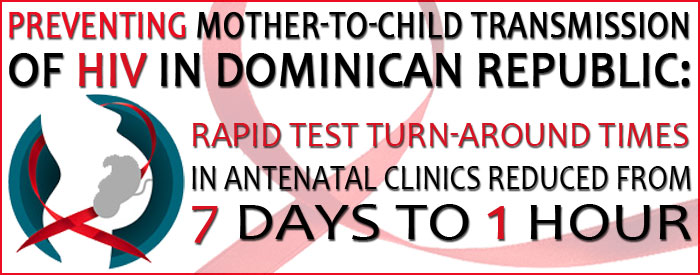 PREVENTING MOTHER-TO-CHILD TRANSMISSION
OF HIV IN DOMINICAN REPUBLIC:
RAPID TEST TURN-AROUND TIMES
IN ANTENATAL CLINICS REDUCED FROM
7 DAYS TO 1 HOUR